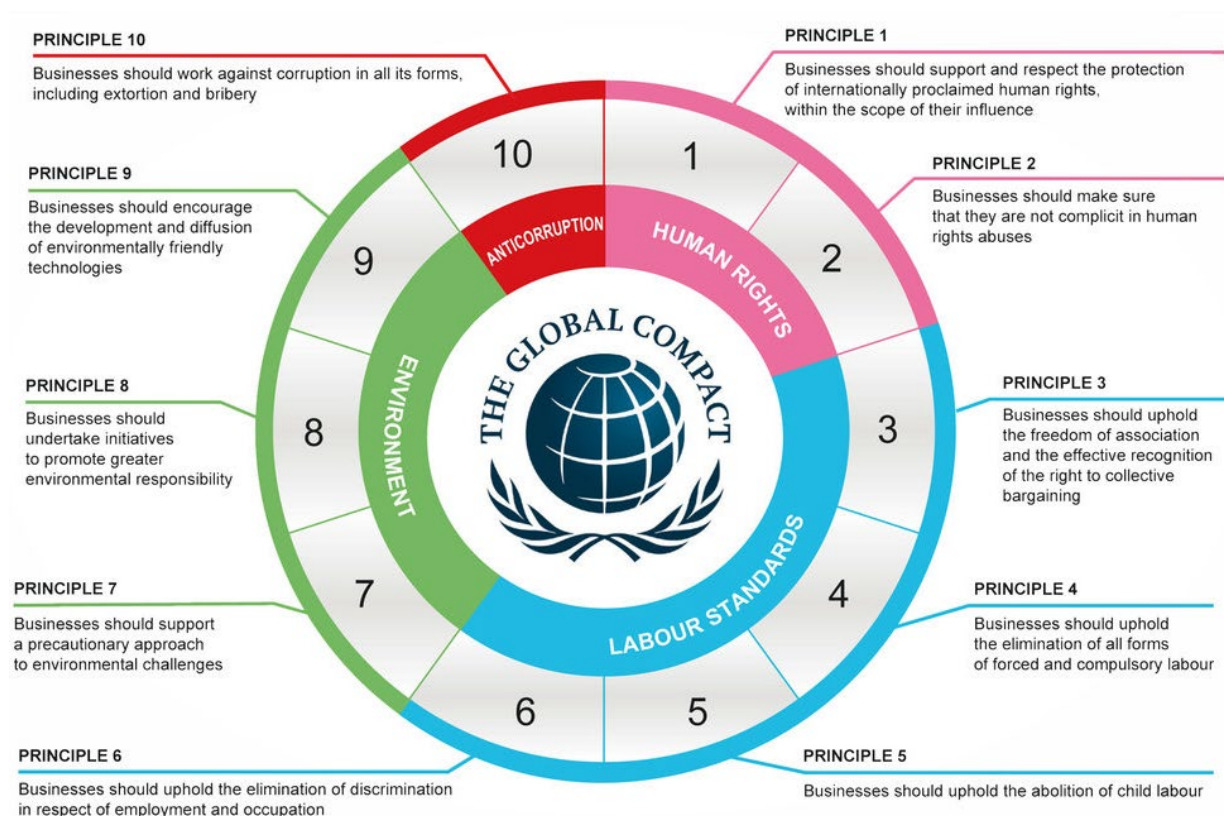 PRINCIPLE 10
Businesses should work against corruption in all its forms,
including extortion and bribery
PRINCIPLE 1
Businesses should support and respect the protection
of internationally proclaimed human rights,
within the scope of their influence
PRINCIPLE 2
Businesses should make sure
that they are not complicit in human
rights abuses
PRINCIPLE 3
Businesses should uphold
the freedom of association
and the effective recognition
of the right to collective
bargaining
PRINCIPLE 4
Businesses should uphold
the elimination of all forms
of forced and compulsory labour
PRINCIPLE 5
Businesses should uphold the abolition of child labour
PRINCIPLE 6
Businesses should uphold the elimination of discrimination
in respect of employment and occupation
PRINCIPLE 7
Businesses should support
a precautionary approach
to environmental challenges
PRINCIPLE 8
Businesses should
undertake initiatives
to promote greater
environmental responsibility
PRINCIPLE 9
Businesses should encourage
the development and diffusion
of environmentally friendly
technologies
1
2
3
4
5
6
7
8
9
10
HUMAN RIGHTS
LABOUR STANDARDS
ENVIRONMENT
ANTICORRUPTION
THE GLOBAL COMPACT